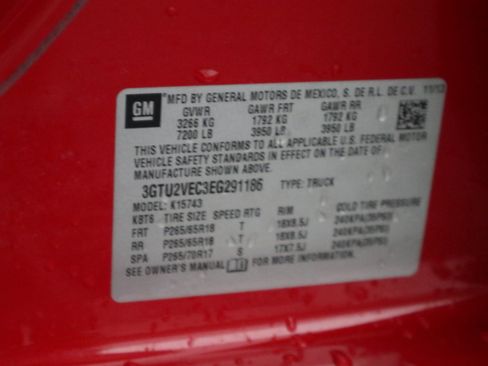 GM MFD BY GENERAL MOTORS DE MEXICO, S. DE R.L. DE C.V. 11/13
GVWR GAWR FRT GAWR RR
3266 KG 1792 KG 1792 KG
7200 LB 3950 LB 3950 LB
THIS VEHICLE CONFORMS TO ALL APPLICABLE U.S. FEDERAL MOTOR
VEHICLE SAFETY STANDARDS IN EFFECT ON THE DATE OF
MANUFACTURE SHOWN ABOVE.
3GTU2VEC3EG291186 TYPE: TRUCK
MODEL: K15743
KBT6 TIRE SIZE SPEED RTG RIM COLD TIRE PRESSURE
FRT P265/65R18 T 18X8.5J 240KPA(35PSI)
RR P265/65R18 T 18X8.5J 240KPA(35PSI)
SPA P265/70R17 S 17X7.5J 240KPA(35PSI)
SEE OWNER'S MANUAL FOR MORE INFORMATION.